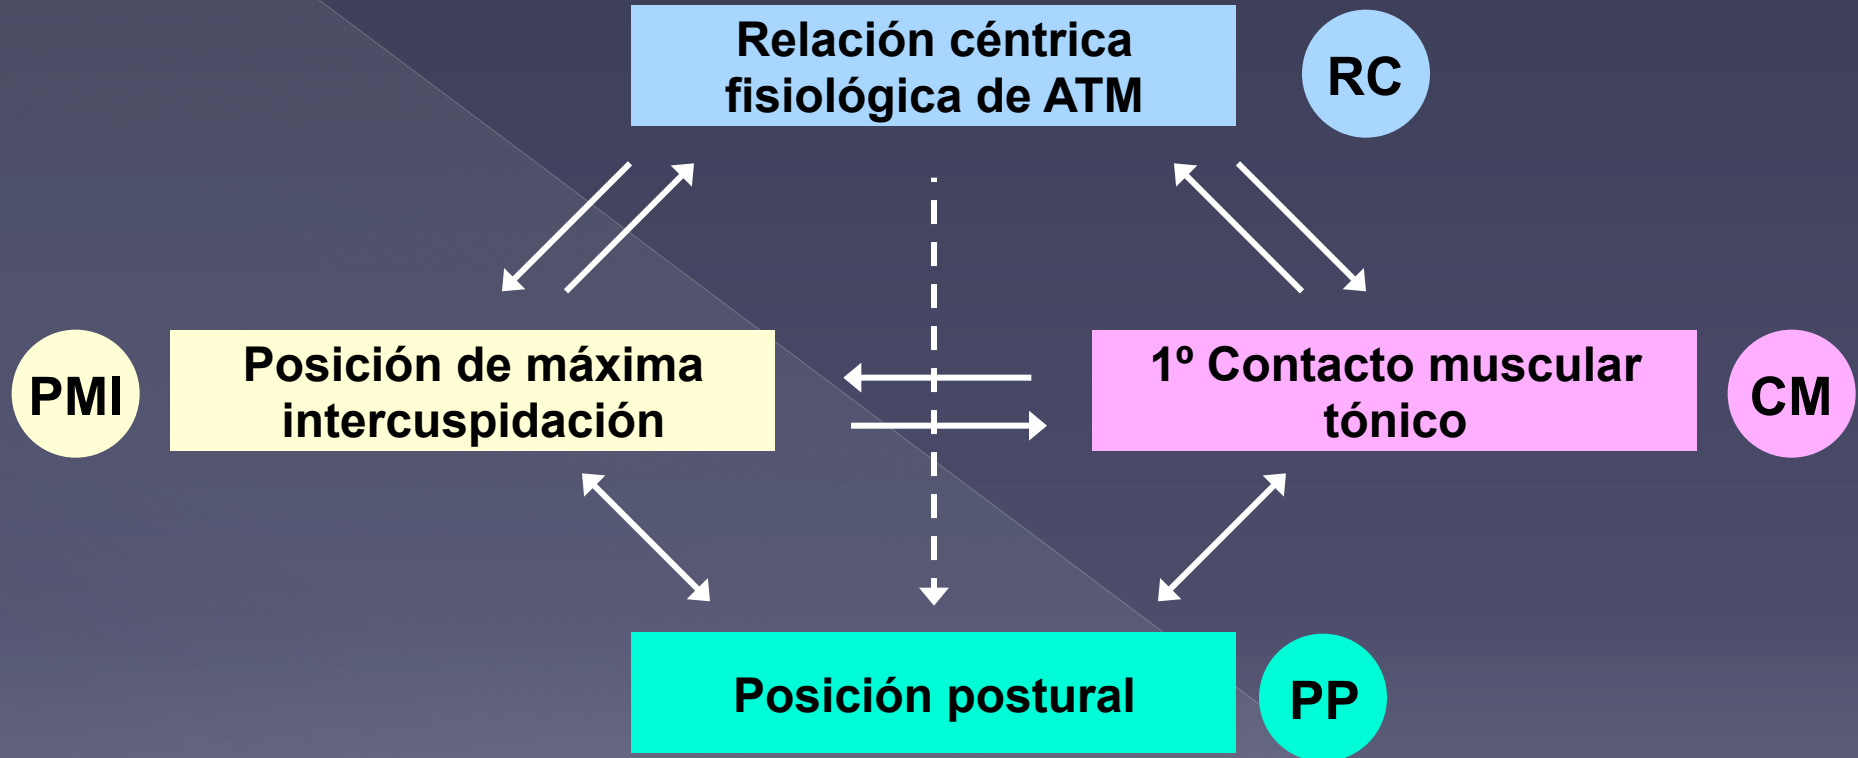 Relación céntrica
fisiológica de ATM
RC
PMI
Posición de máxima
intercuspidación
1º Contacto muscular
tónico
CM
Posición postural
PP